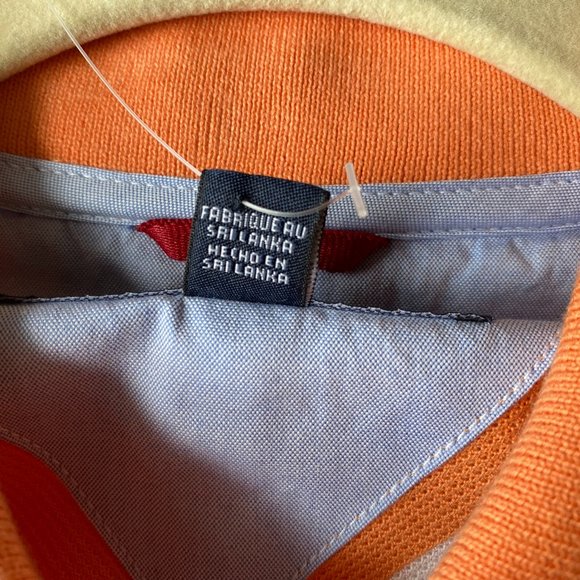 FABRIQUE AU
SRI LANKA
HECHO EN
SRI LANKA